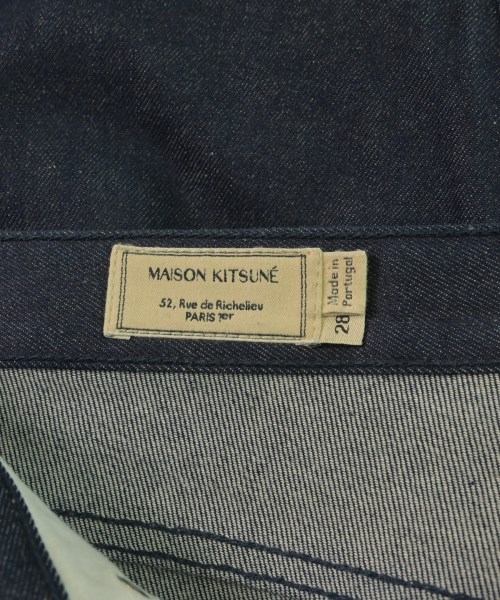 MAISON KITSUNÉ
52, Rue de Richelieu
PARIS 1er
Made in
Portugal
28